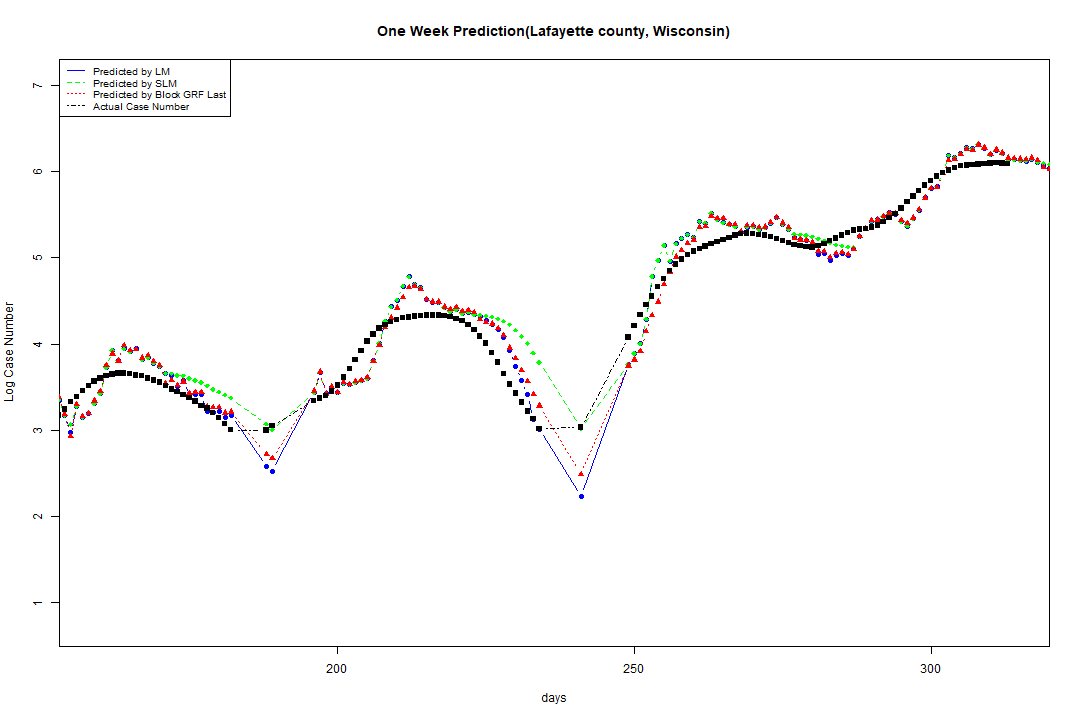 One Week Prediction(Lafayette county, Wisconsin)
Predicted by LM
Predicted by SLM
Predicted by Block GRF Last
Actual Case Number
7
6
5
4
3
2
1
Log Case Number
200
250
300
days